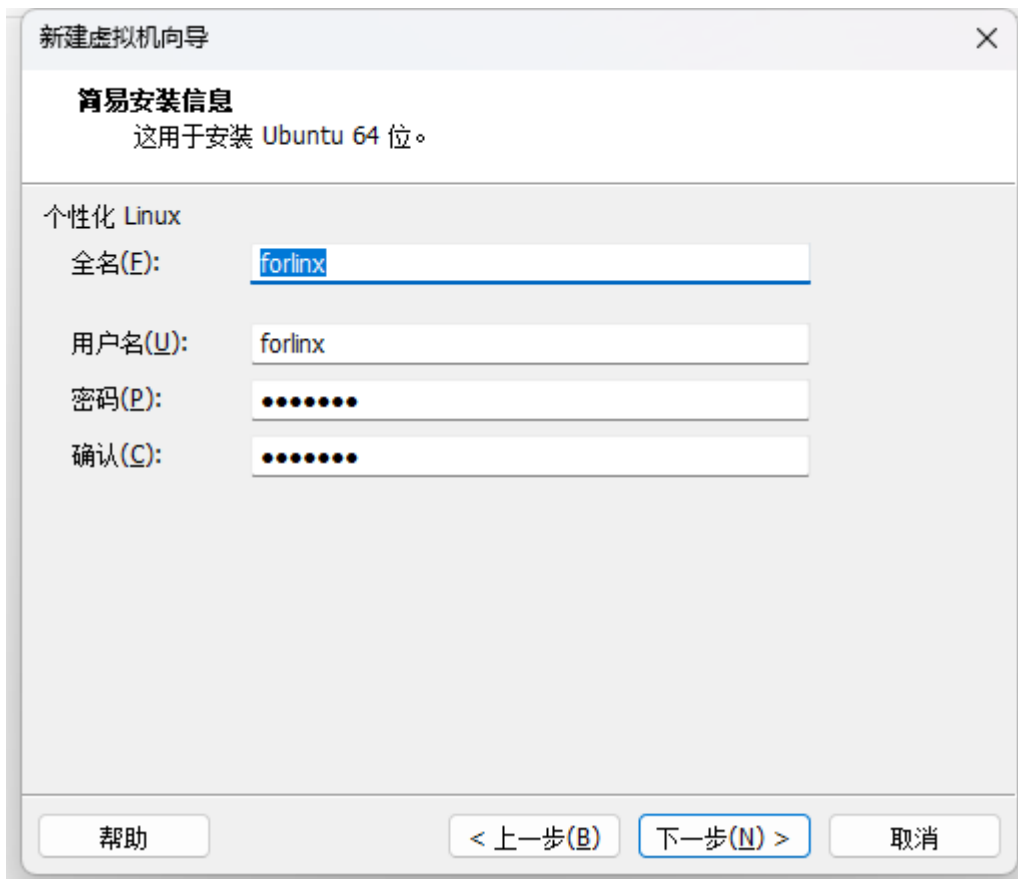 新建虚拟机向导
简易安装信息
这用于安装 Ubuntu 64 位。
个性化 Linux
全名(F): forlinx
用户名(U): forlinx
密码(P): ●●●●●●●
确认(C): ●●●●●●●
帮助 < 上一步(B) 下一步(N) > 取消